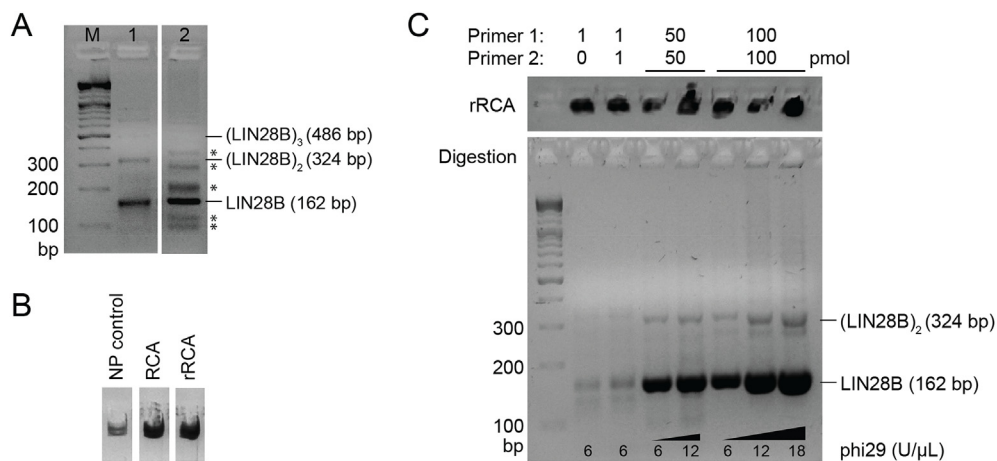 A
M 1 2
(LIN28B)3 (486 bp)
*
300 (LIN28B)2 (324 bp)
*
200 *
LIN28B (162 bp)
*
100 *
bp
B
NP control
RCA
rRCA
C
Primer 1: 1 1 50 100
Primer 2: 0 1 50 100 pmol
rRCA
Digestion
300 (LIN28B)2 (324 bp)
200
LIN28B (162 bp)
100
bp
6 6 6 12 6 12 18 phi29 (U/µL)